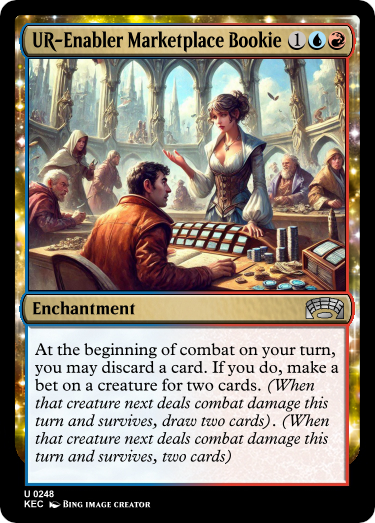 UR-Enabler Marketplace Bookie 1
Enchantment
At the beginning of combat on your turn,
you may discard a card. If you do, make a
bet on a creature for two cards. (When
that creature next deals combat damage this
turn and survives, draw two cards). (When
that creature next deals combat damage this
turn and survives, two cards)
U 0248
KEC BING IMAGE CREATOR